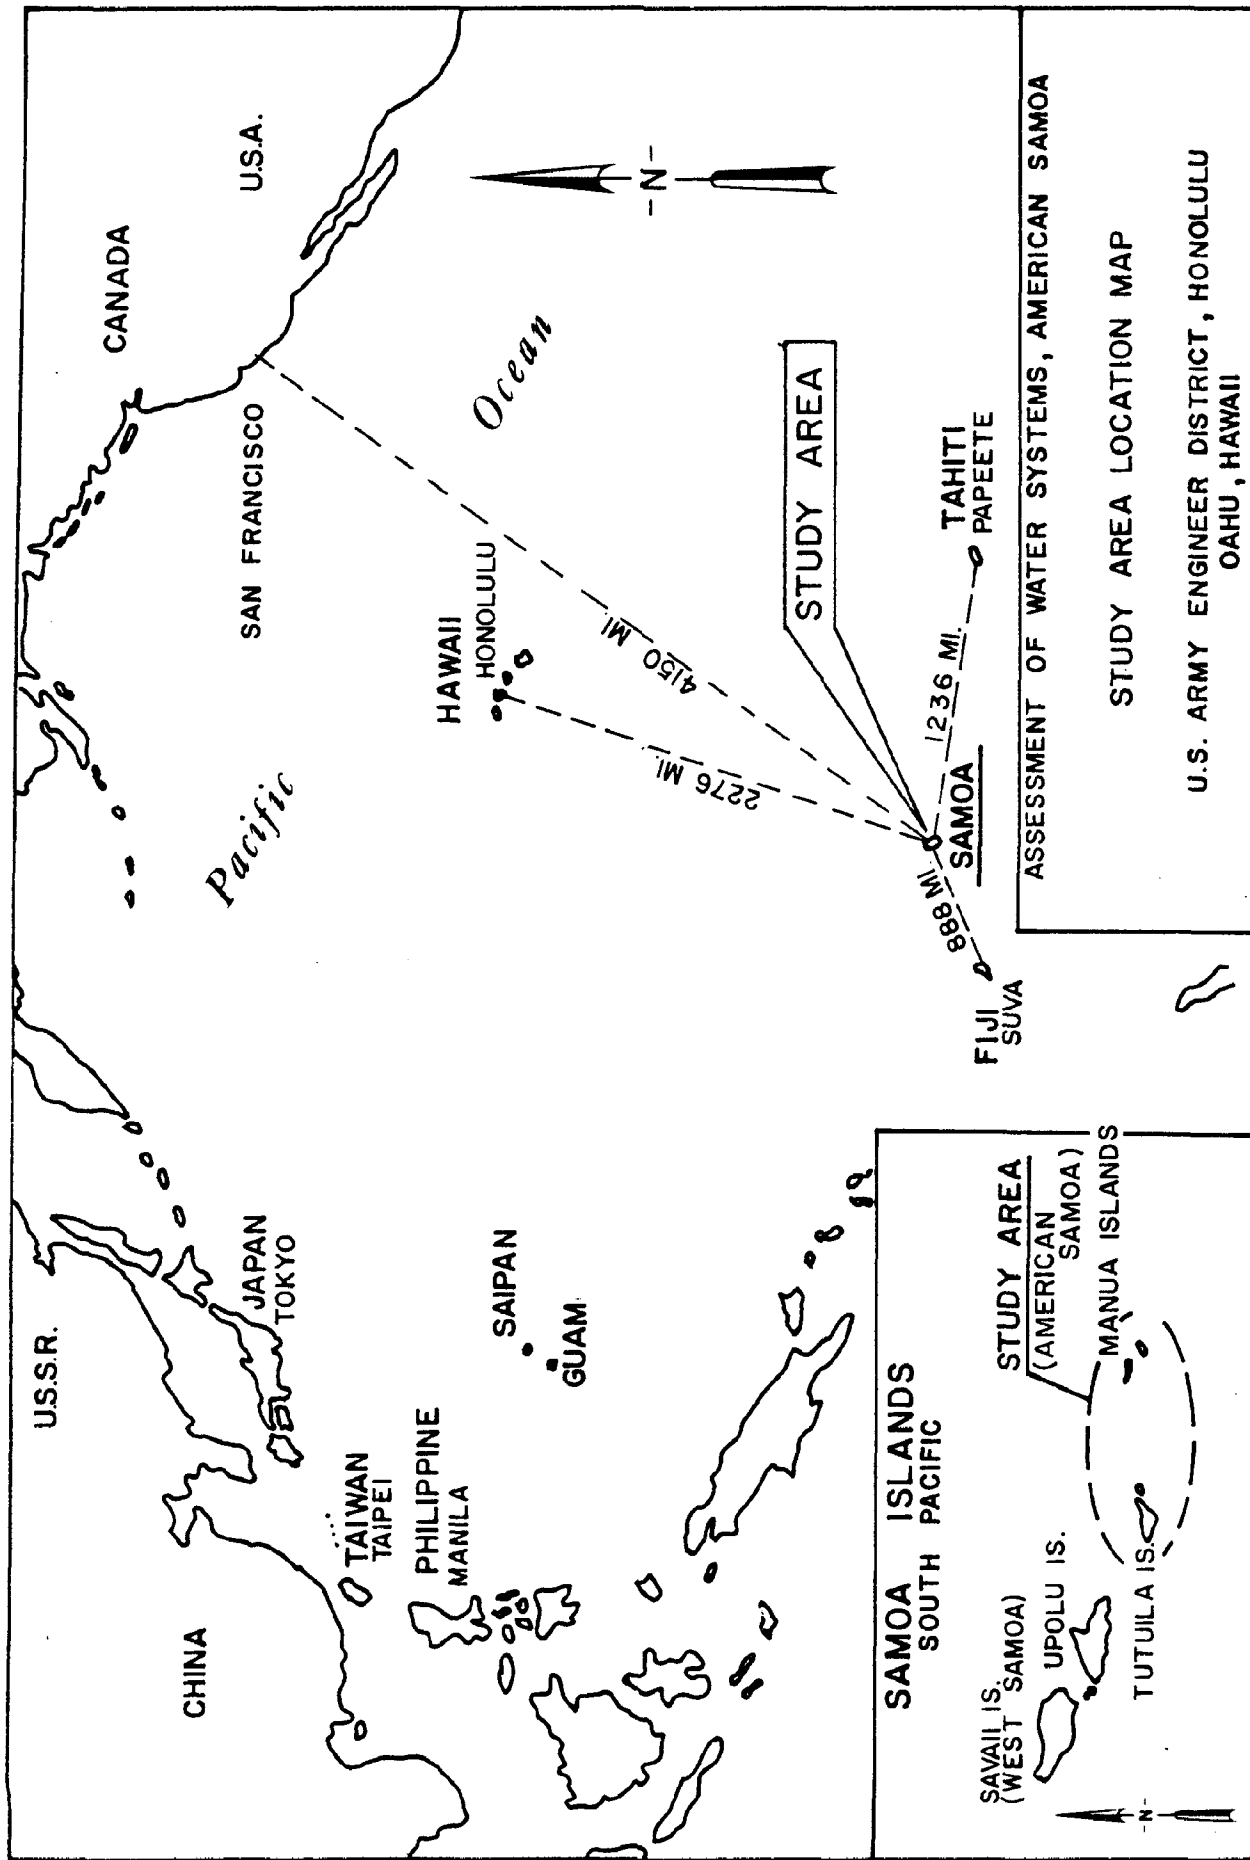 U.S.S.R.
CANADA
U.S.A.
CHINA
Pacific
SAN FRANCISCO
JAPAN
TOKYO
TAIWAN
TAIPEI
PHILIPPINE
MANILA
SAIPAN
GUAM
HAWAII
HONOLULU
Ocean
-N-
4150 MI.
2276 MI.
STUDY AREA
888 MI.
1236 MI.
SAMOA
TAHITI
PAPEETE
FIJI
SUVA
SAMOA ISLANDS
SOUTH PACIFIC
SAVAII IS.
(WEST SAMOA)
UPOLU IS.
TUTUILA IS.
STUDY AREA
(AMERICAN
SAMOA)
MANUA ISLANDS
-N-
ASSESSMENT OF WATER SYSTEMS, AMERICAN SAMOA
STUDY AREA LOCATION MAP
U.S. ARMY ENGINEER DISTRICT, HONOLULU
OAHU, HAWAII